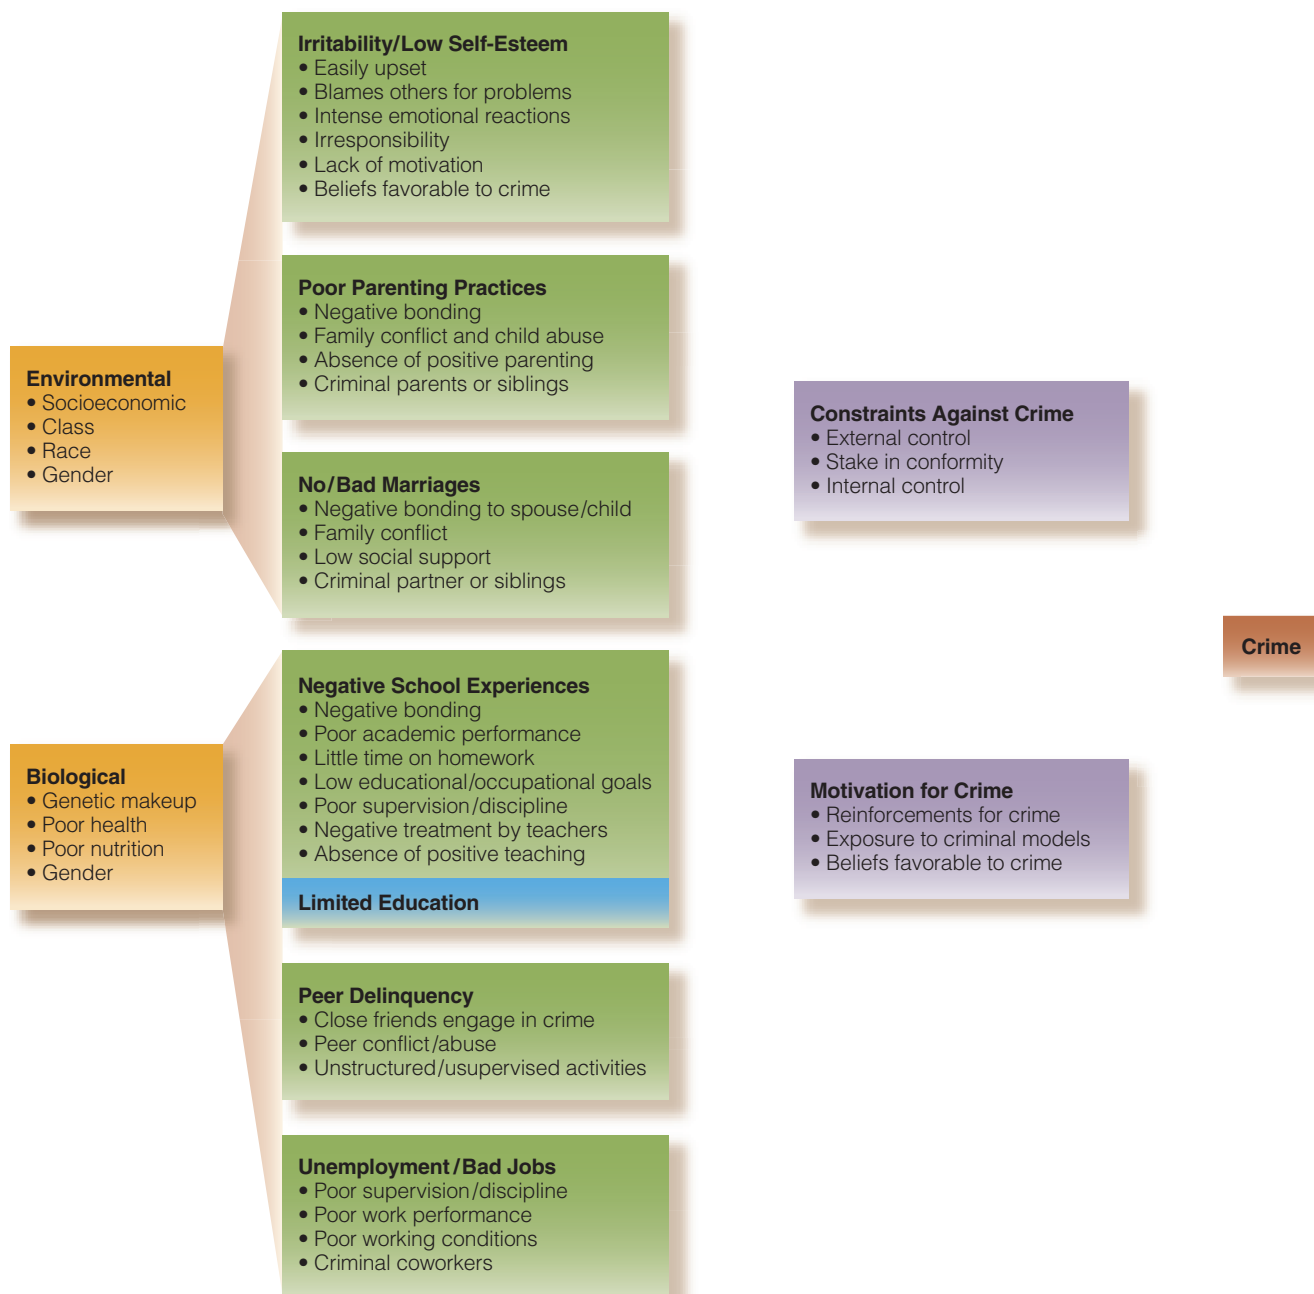 Irritability/Low Self-Esteem
• Easily upset
• Blames others for problems
• Intense emotional reactions
• Irresponsibility
• Lack of motivation
• Beliefs favorable to crime
Poor Parenting Practices
• Negative bonding
• Family conflict and child abuse
• Absence of positive parenting
• Criminal parents or siblings
Environmental
• Socioeconomic
• Class
• Race
• Gender
Constraints Against Crime
• External control
• Stake in conformity
• Internal control
No/Bad Marriages
• Negative bonding to spouse/child
• Family conflict
• Low social support
• Criminal partner or siblings
Crime
Negative School Experiences
• Negative bonding
• Poor academic performance
• Little time on homework
• Low educational/occupational goals
• Poor supervision/discipline
• Negative treatment by teachers
• Absence of positive teaching
Limited Education
Biological
• Genetic makeup
• Poor health
• Poor nutrition
• Gender
Motivation for Crime
• Reinforcements for crime
• Exposure to criminal models
• Beliefs favorable to crime
Peer Delinquency
• Close friends engage in crime
• Peer conflict/abuse
• Unstructured/usupervised activities
Unemployment/Bad Jobs
• Poor supervision/discipline
• Poor work performance
• Poor working conditions
• Criminal coworkers